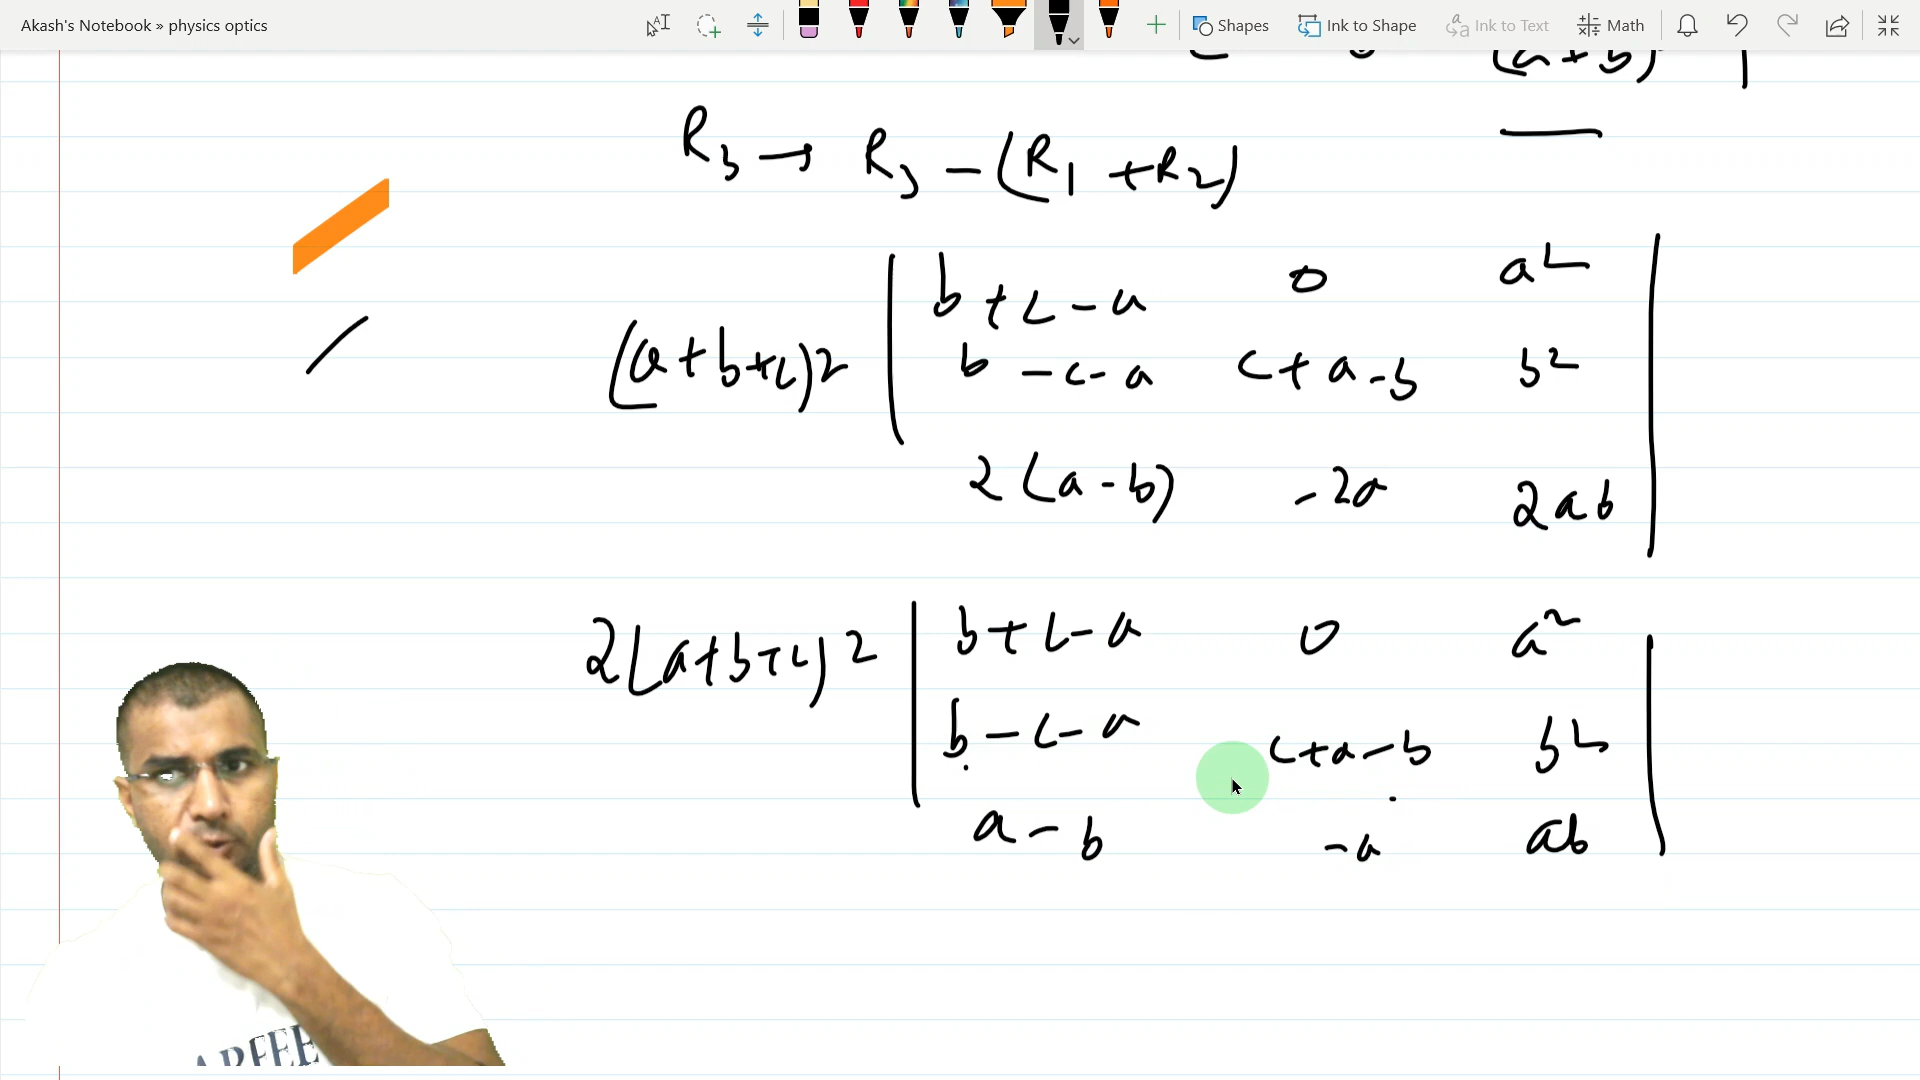 Akash's Notebook » physics optics
Shapes Ink to Shape Ink to Text Math
(a+b)
R3 → R3 - (R1 + R2)
b + c - a 0 a²
(a+b+c)2 b - c - a c + a - b b²
2(a-b) -2a 2ab
b + c - a 0 a²
2(a+b+c)2
b - c - a c+a-b b²
a - b -a ab